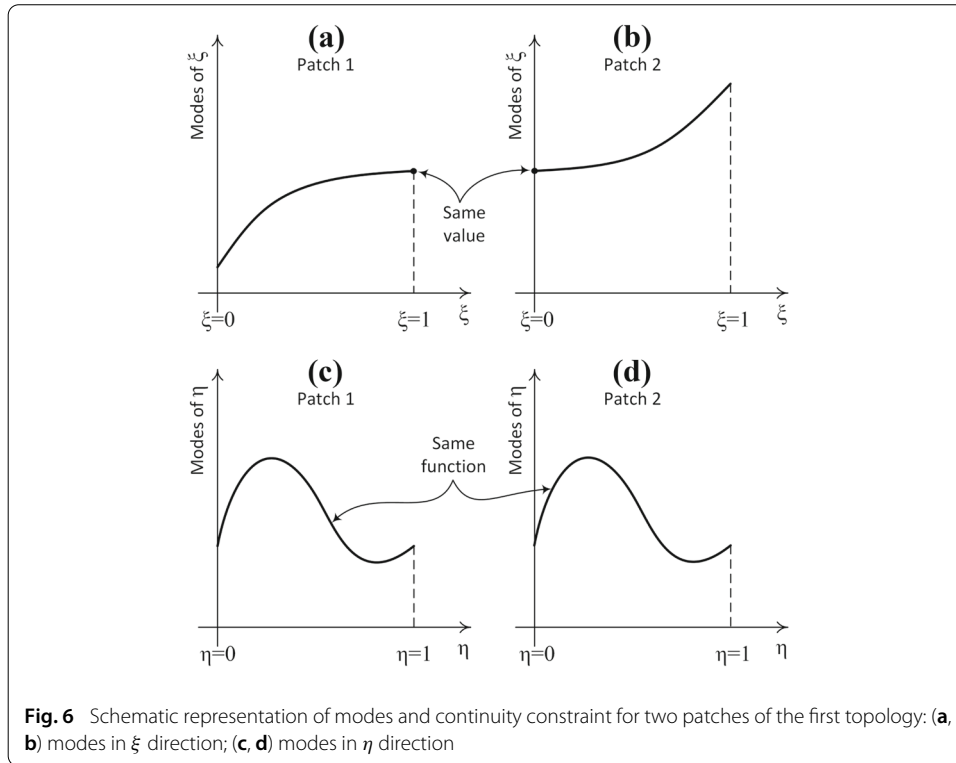 (a)
Patch 1
Modes of ξ
ξ=0
ξ=1
ξ
(b)
Patch 2
Modes of ξ
ξ=0
ξ=1
ξ
Same
value
(c)
Patch 1
Modes of η
η=0
η=1
η
(d)
Patch 2
Modes of η
η=0
η=1
η
Same
function
Fig. 6 Schematic representation of modes and continuity constraint for two patches of the first topology: (a,
b) modes in ξ direction; (c, d) modes in η direction